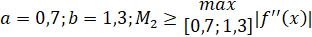 a = 0,7; b = 1,3; M₂ ≥ max [0,7; 1,3] |f''(x)|